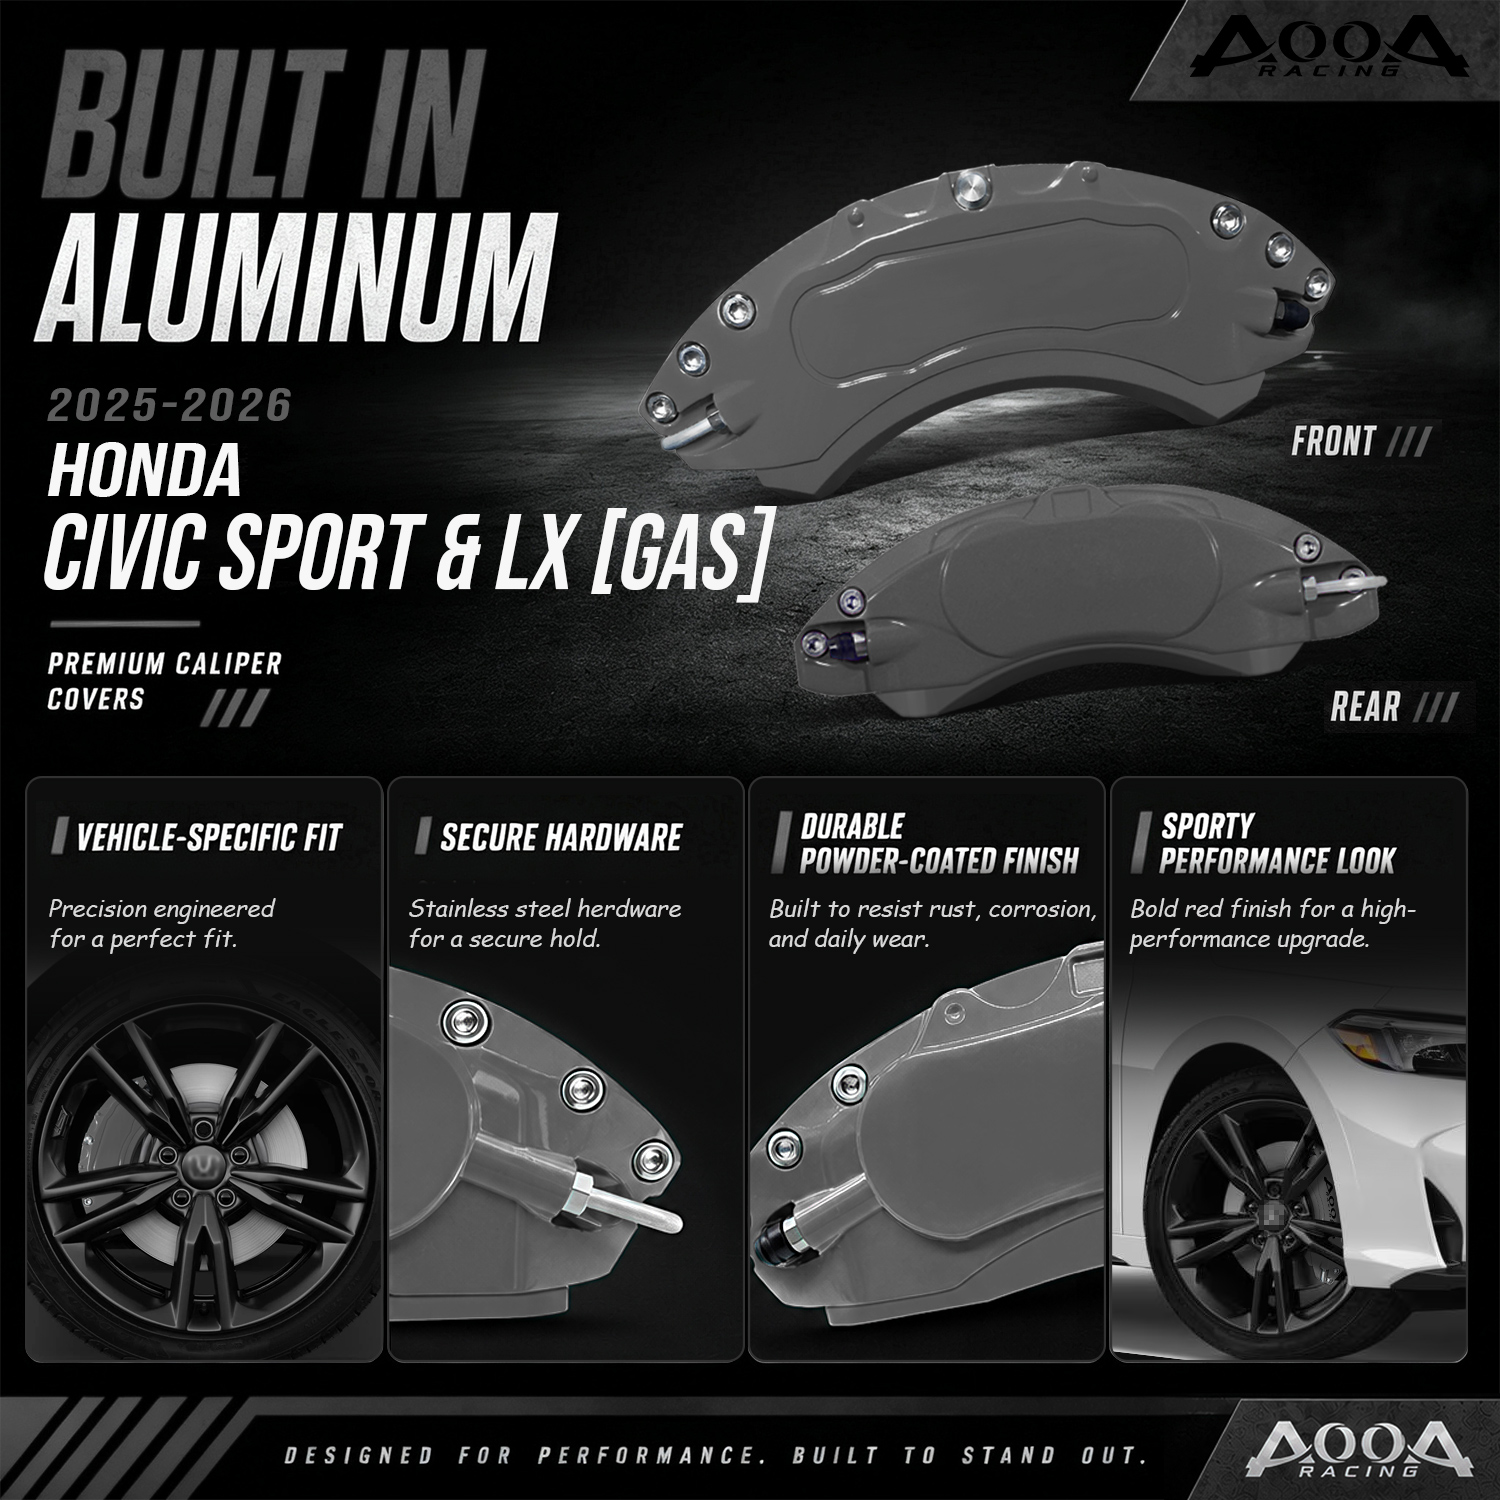 AOOA
RACING
BUILT IN
ALUMINUM
2025-2026
HONDA
CIVIC SPORT & LX [GAS]
PREMIUM CALIPER
COVERS
FRONT
REAR
VEHICLE-SPECIFIC FIT
Precision engineered
for a perfect fit.
SECURE HARDWARE
Stainless steel herdware
for a secure hold.
DURABLE
POWDER-COATED FINISH
Built to resist rust, corrosion,
and daily wear.
SPORTY
PERFORMANCE LOOK
Bold red finish for a high-
performance upgrade.
DESIGNED FOR PERFORMANCE. BUILT TO STAND OUT.
AOOA
RACING